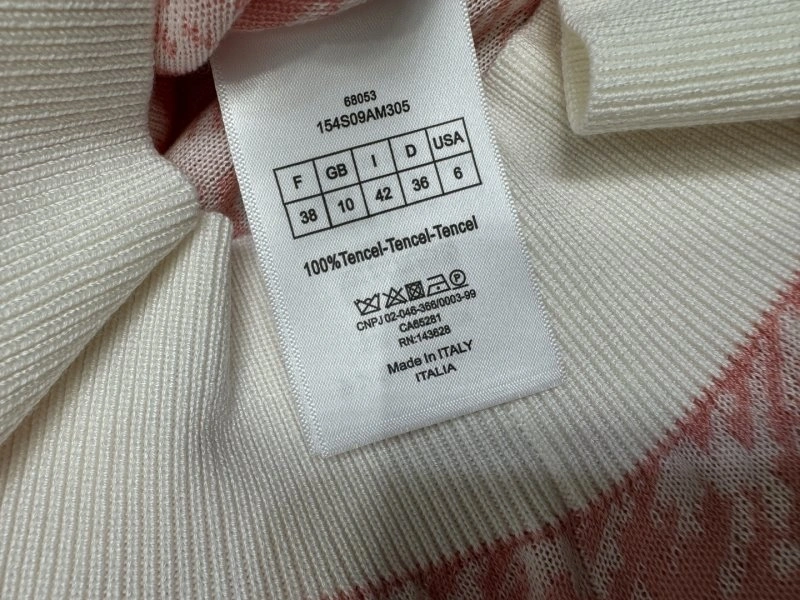 68053
154S09AM305
F GB I D USA
38 10 42 36 6
100%Tencel-Tencel-Tencel
CNPJ 02-046-366/0003-99
CA65281
RN:143628
Made In ITALY
ITALIA